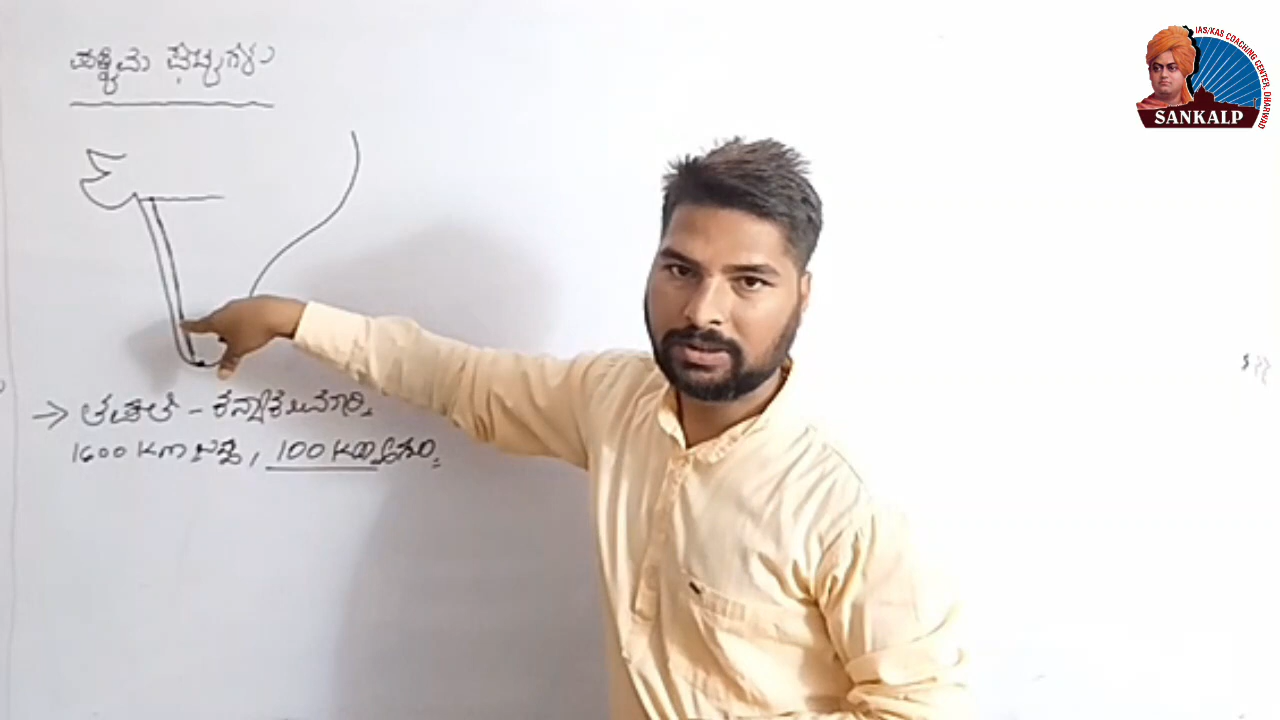 ಪಶ್ಚಿಮ ಘಟ್ಟಗಳು
→ ತಪತಿ - ಕನ್ಯಾಕುಮಾರಿ.
1600 Km ಉದ್ದ, 100 Km ಅಗಲ.
IAS/KAS COACHING CENTER, DHARWAD
SANKALP